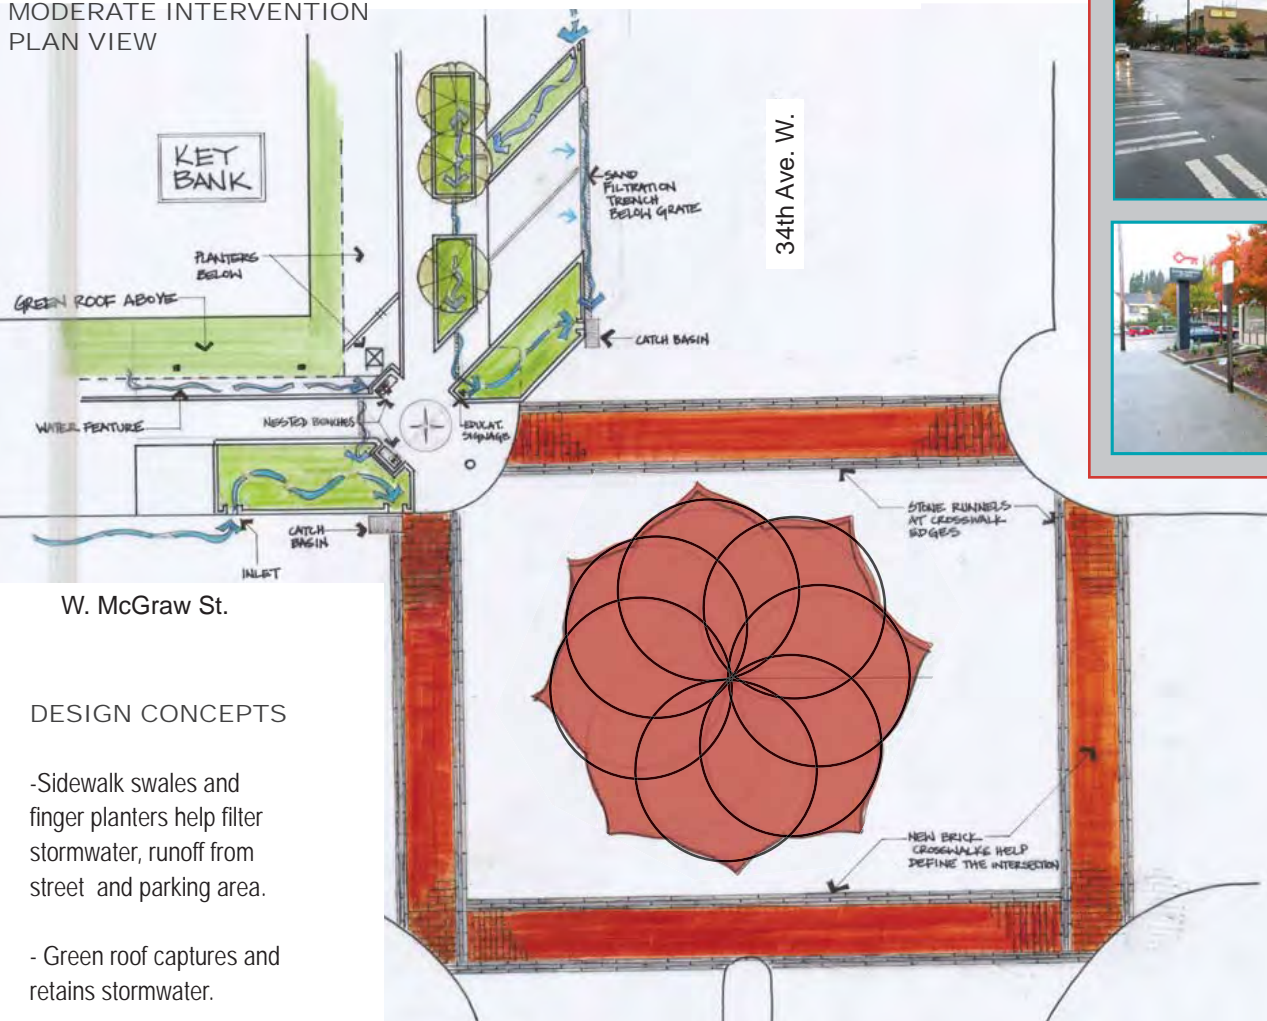 MODERATE INTERVENTION
PLAN VIEW
KEY
BANK
34th Ave. W.
SAND
FILTRATION
TRENCH
BELOW GRATE
PLANTERS
BELOW
GREEN ROOF ABOVE
CATCH BASIN
WATER FEATURE
NESTED BENCHES
EDUCAT.
SIGNAGE
STONE RUNNELS
AT CROSSWALK
EDGES
CATCH
BASIN
INLET
W. McGraw St.
DESIGN CONCEPTS
-Sidewalk swales and
finger planters help filter
stormwater, runoff from
street and parking area.
- Green roof captures and
retains stormwater.
NEW BRICK
CROSSWALKS HELP
DEFINE THE INTERSECTION